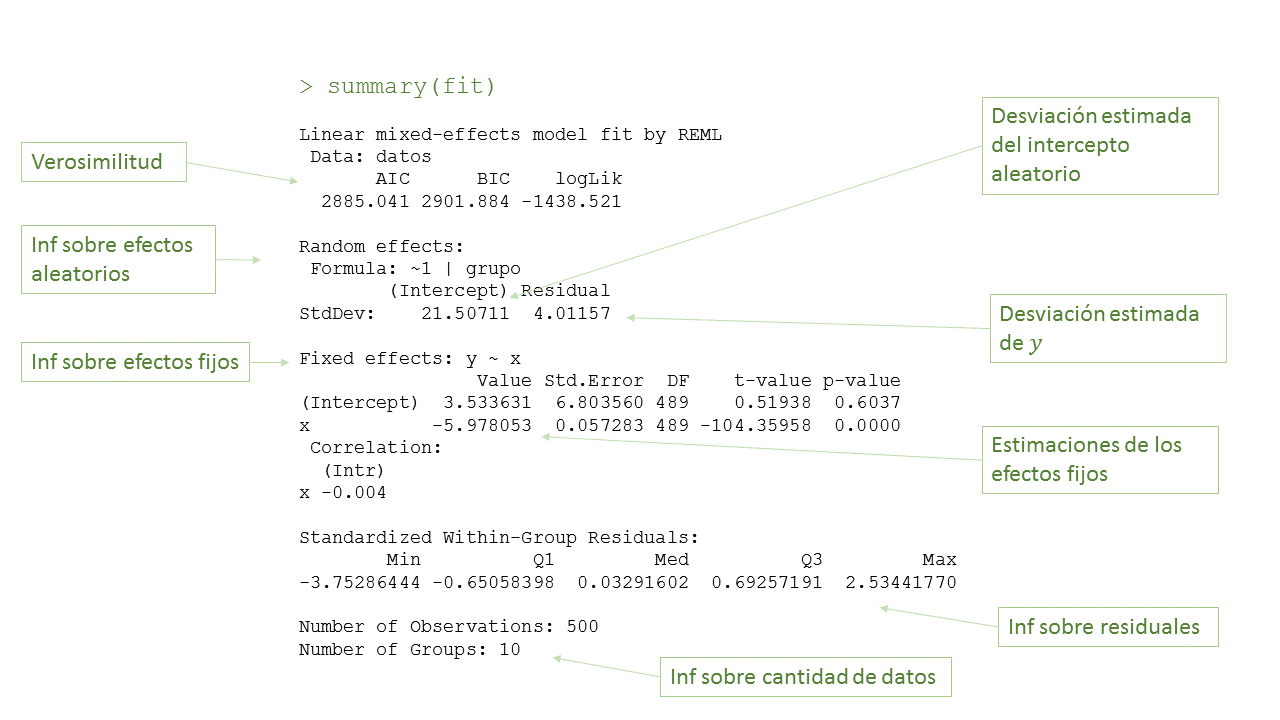 > summary(fit)
Linear mixed-effects model fit by REML
Data: datos
AIC BIC logLik
2885.041 2901.884 -1438.521
Random effects:
Formula: ~1 | grupo
(Intercept) Residual
StdDev: 21.50711 4.01157
Fixed effects: y ~ x
Value Std.Error DF t-value p-value
(Intercept) 3.533631 6.803560 489 0.51938 0.6037
x -5.978053 0.057283 489 -104.35958 0.0000
Correlation:
(Intr)
x -0.004
Standardized Within-Group Residuals:
Min Q1 Med Q3 Max
-3.75286444 -0.65058398 0.03291602 0.69257191 2.53441770
Number of Observations: 500
Number of Groups: 10
Verosimilitud
Inf sobre efectos
aleatorios
Inf sobre efectos fijos
Desviación estimada
del intercepto
aleatorio
Desviación estimada
de y
Estimaciones de los
efectos fijos
Inf sobre residuales
Inf sobre cantidad de datos